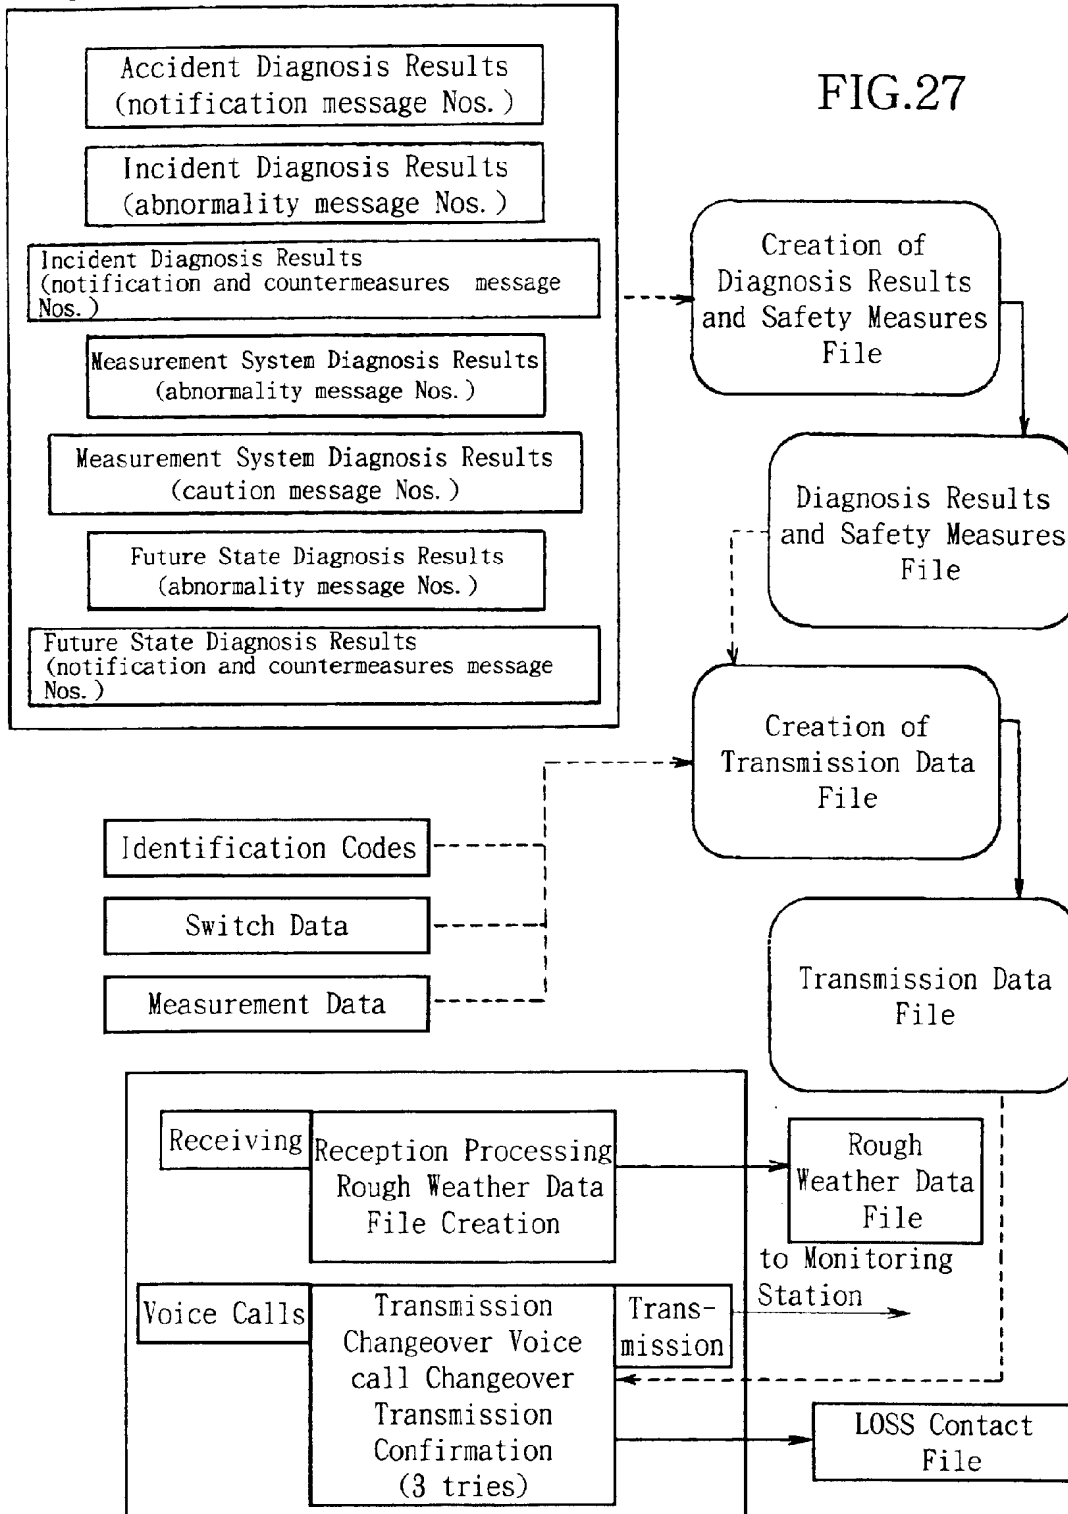 FIG.27
Accident Diagnosis Results
(notification message Nos.)
Incident Diagnosis Results
(abnormality message Nos.)
Incident Diagnosis Results
(notification and countermeasures message
Nos.)
Measurement System Diagnosis Results
(abnormality message Nos.)
Measurement System Diagnosis Results
(caution message Nos.)
Future State Diagnosis Results
(abnormality message Nos.)
Future State Diagnosis Results
(notification and countermeasures message
Nos.)
Creation of
Diagnosis Results
and Safety Measures
File
Diagnosis Results
and Safety Measures
File
Creation of
Transmission Data
File
Identification Codes
Switch Data
Measurement Data
Transmission Data
File
Receiving
Reception Processing
Rough Weather Data
File Creation
Rough
Weather Data
File
to Monitoring
Station
Voice Calls
Transmission
Changeover Voice
call Changeover
Transmission
Confirmation
(3 tries)
Trans-
mission
LOSS Contact
File